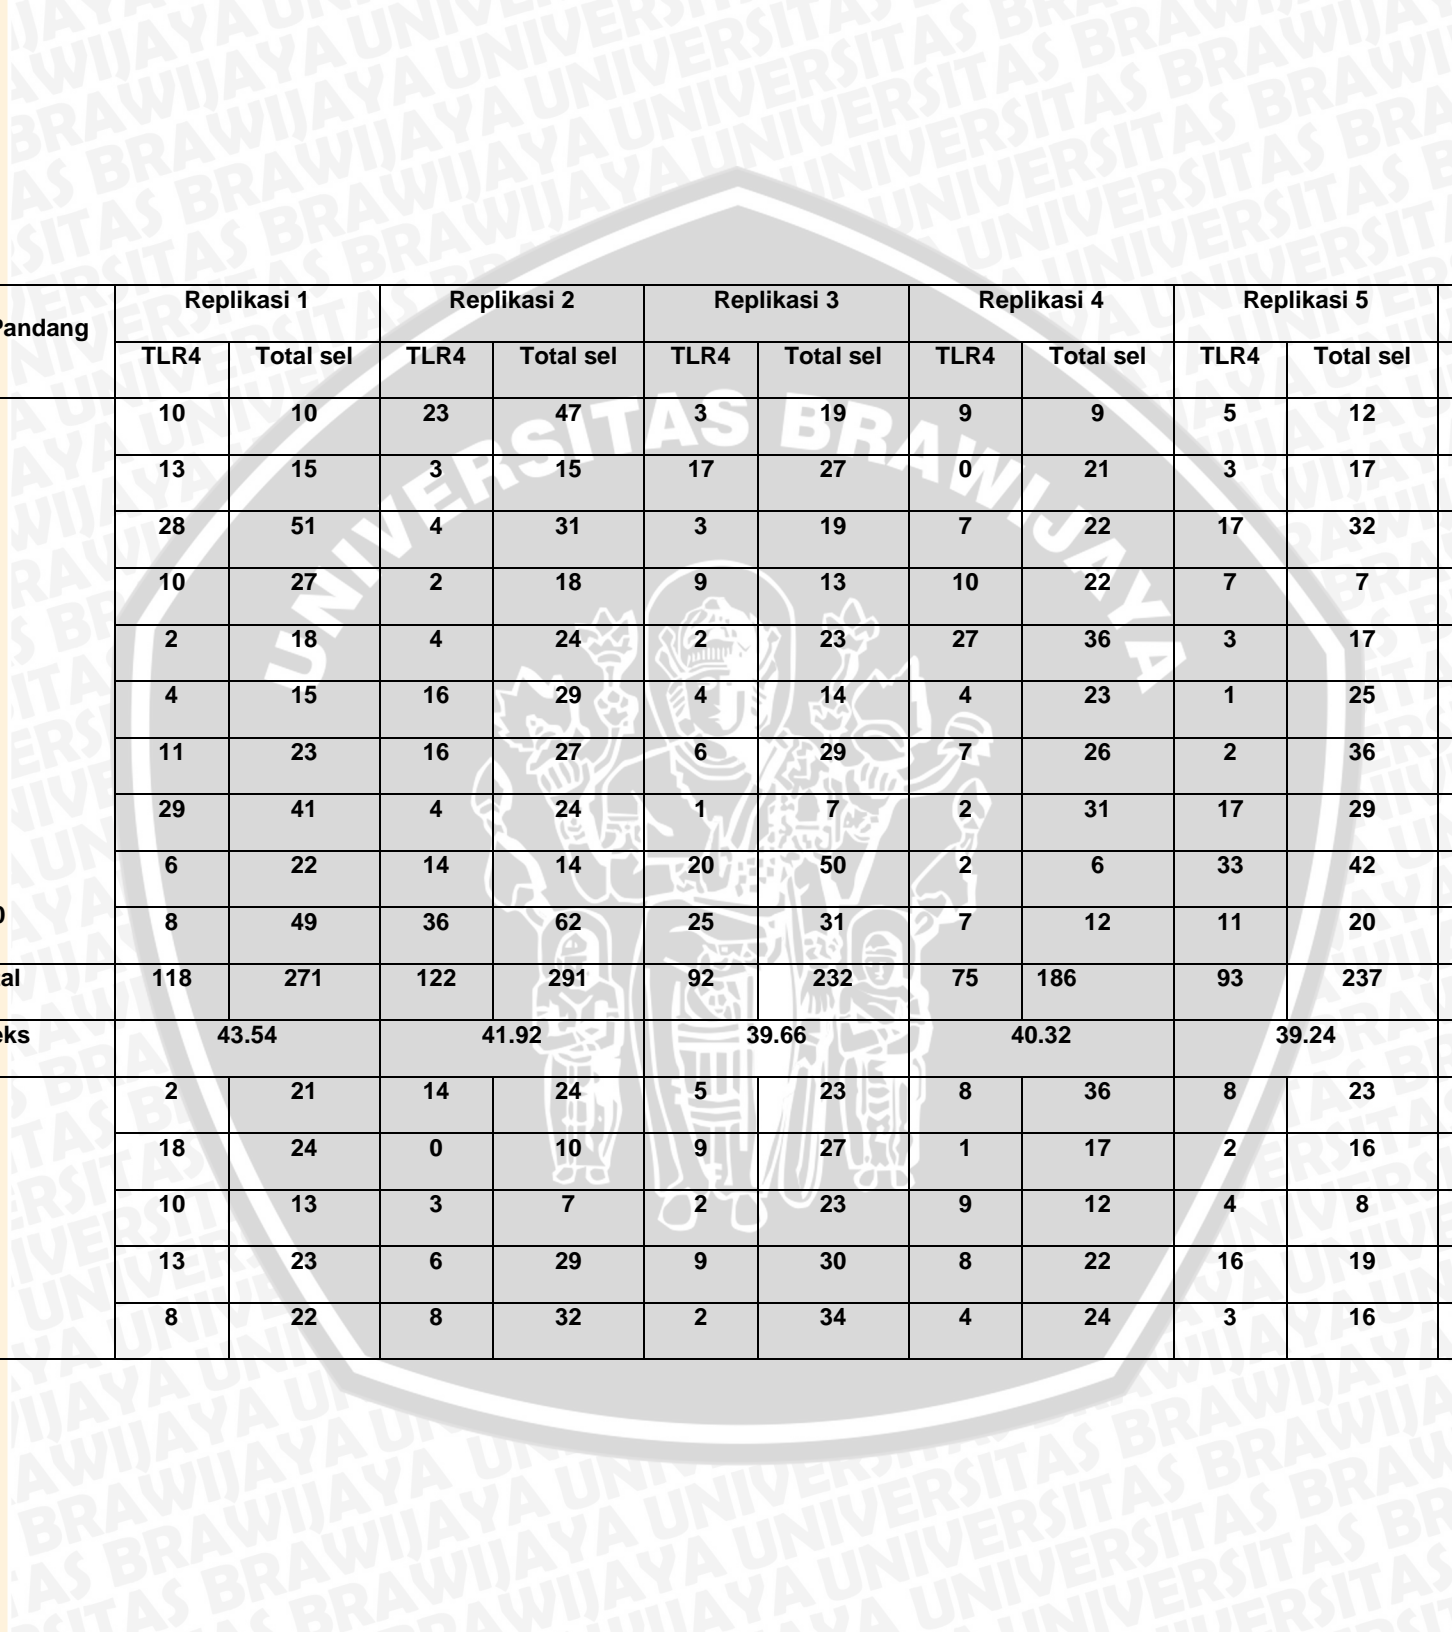 Replikasi 1 Replikasi 2 Replikasi 3 Replikasi 4 Replikasi 5
Pandang
TLR4 Total sel TLR4 Total sel TLR4 Total sel TLR4 Total sel TLR4 Total sel
10 10 23 47 3 19 9 9 5 12
13 15 3 15 17 27 0 21 3 17
28 51 4 31 3 19 7 22 17 32
10 27 2 18 9 13 10 22 7 7
2 18 4 24 2 23 27 36 3 17
4 15 16 29 4 14 4 23 1 25
11 23 16 27 6 29 7 26 2 36
29 41 4 24 1 7 2 31 17 29
6 22 14 14 20 50 2 6 33 42
8 49 36 62 25 31 7 12 11 20
118 271 122 291 92 232 75 186 93 237
43.54 41.92 39.66 40.32 39.24
2 21 14 24 5 23 8 36 8 23
18 24 0 10 9 27 1 17 2 16
10 13 3 7 2 23 9 12 4 8
13 23 6 29 9 30 8 22 16 19
8 22 8 32 2 34 4 24 3 16
UNIVERSITAS BRAWIJAYA